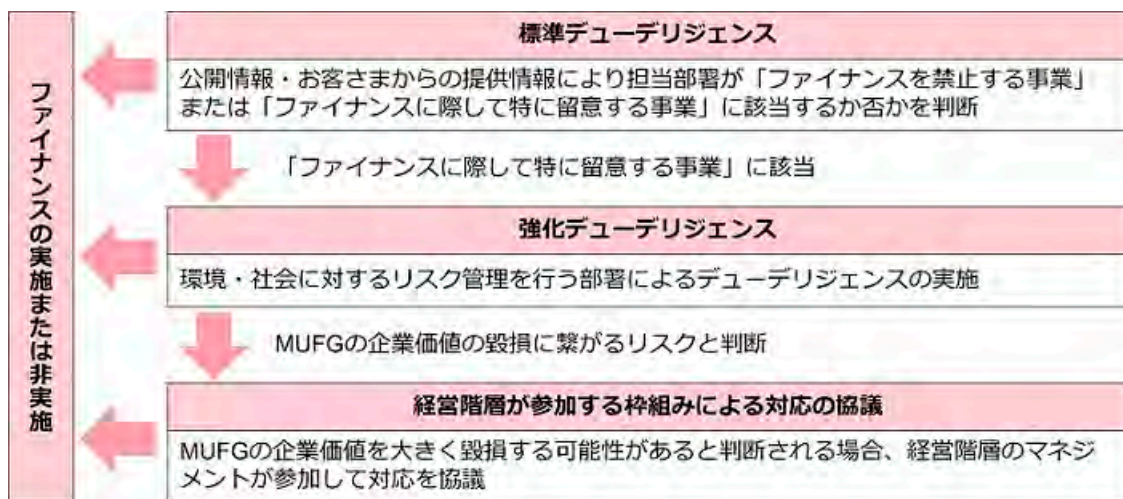 ファイナンスの実施または非実施
標準デューデリジェンス
公開情報・お客さまからの提供情報により担当部署が「ファイナンスを禁止する事業」
または「ファイナンスに際して特に留意する事業」に該当するか否かを判断
「ファイナンスに際して特に留意する事業」に該当
強化デューデリジェンス
環境・社会に対するリスク管理を行う部署によるデューデリジェンスの実施
MUFGの企業価値の毀損に繋がるリスクと判断
経営階層が参加する枠組みによる対応の協議
MUFGの企業価値を大きく毀損する可能性があると判断される場合、経営階層のマネジ
メントが参加して対応を協議